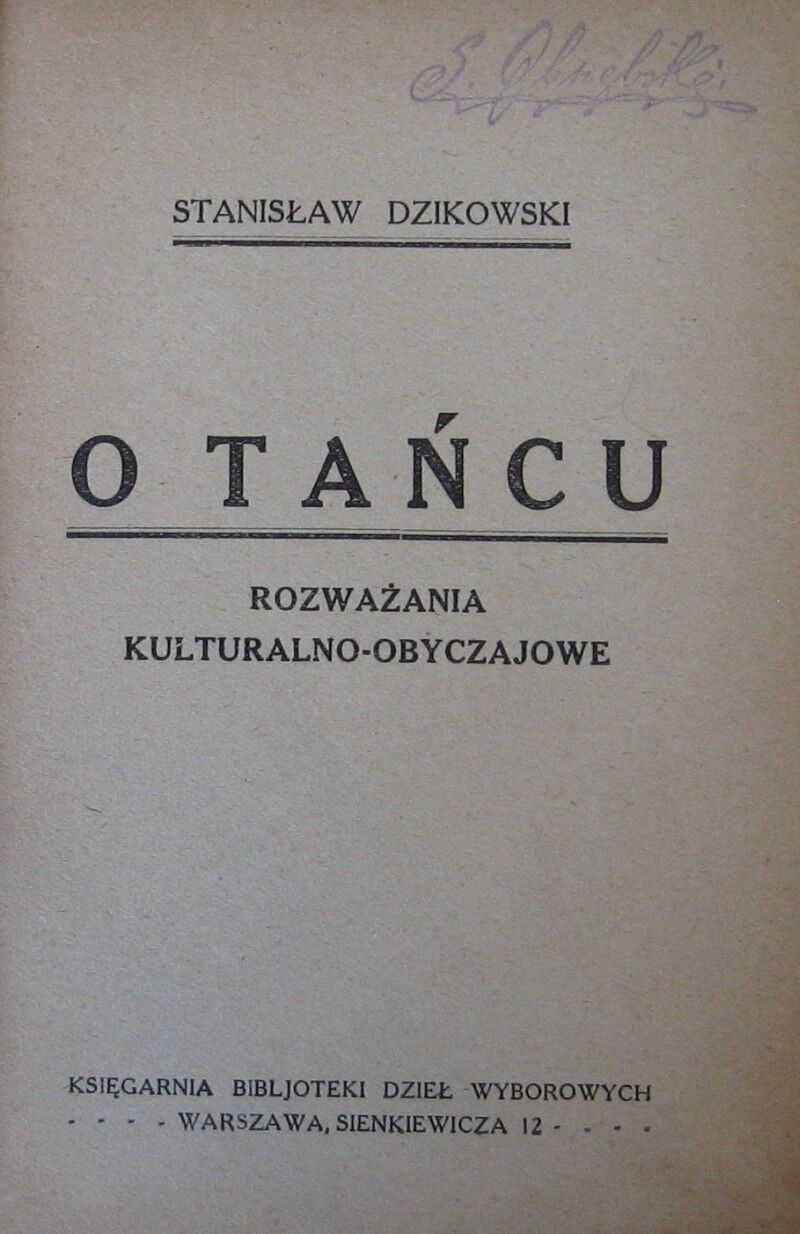 STANISŁAW DZIKOWSKI
O TAŃCU
ROZWAŻANIA
KULTURALNO-OBYCZAJOWE
KSIĘGARNIA BIBLJOTEKI DZIEŁ WYBOROWYCH
- - - - WARSZAWA, SIENKIEWICZA 12 - - - -